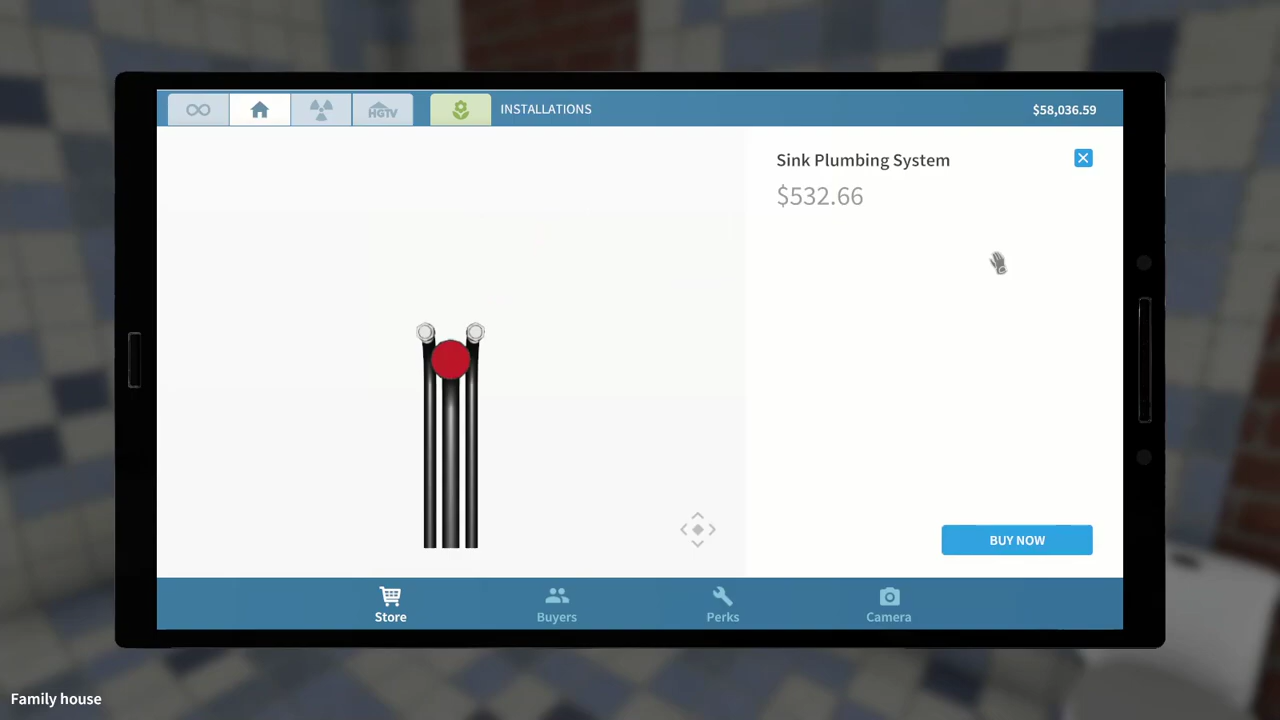 HGTV
INSTALLATIONS
$58,036.59
Sink Plumbing System
$532.66
BUY NOW
Store
Buyers
Perks
Camera
Family house